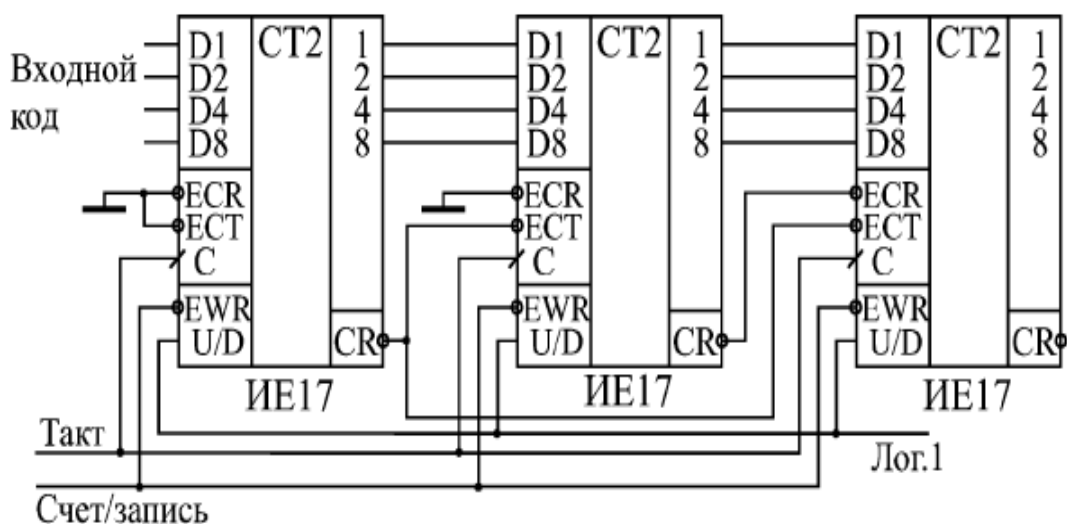 D1 CT2 1
D2 2
D4 4
D8 8
ECR
ECT
C
EWR
U/D CR
ИЕ17
D1 CT2 1
D2 2
D4 4
D8 8
ECR
ECT
C
EWR
U/D CR
ИЕ17
D1 CT2 1
D2 2
D4 4
D8 8
ECR
ECT
C
EWR
U/D CR
ИЕ17
Входной
код
Такт
Лог.1
Счет/запись